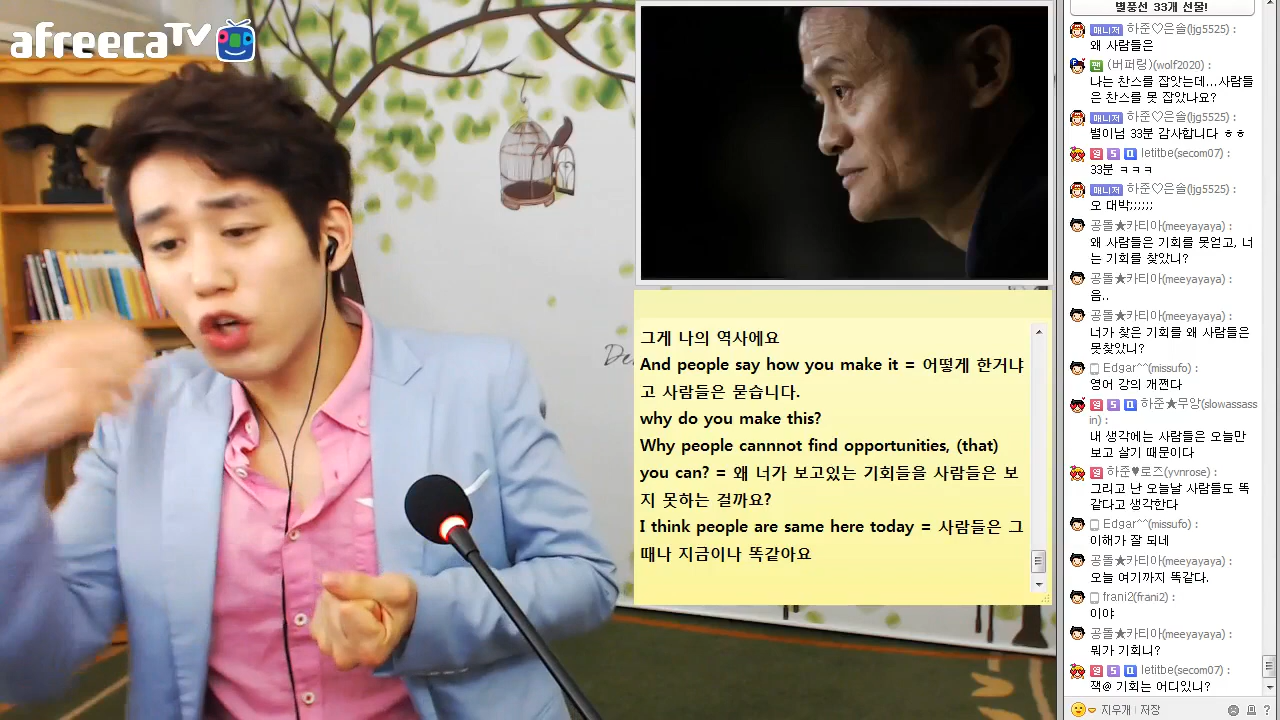 afreecaTV
De
그게 나의 역사에요
And people say how you make it = 어떻게 한거냐
고 사람들은 묻습니다.
why do you make this?
Why people cannnot find opportunities, (that)
you can? = 왜 너가 보고있는 기회들을 사람들은 보
지 못하는 걸까요?
I think people are same here today = 사람들은 그
때나 지금이나 똑같아요
별풍선 33개 선물!
매니저 하준♡은솔(ljg5525) :
왜 사람들은
팬 (버퍼링)(wolf2020) :
나는 찬스를 잡았는데...사람들
은 찬스를 못 잡았나요?
매니저 하준♡은솔(ljg5525) :
별이님 33분 감사합니다 ㅎㅎ
열 S Q letitbe(secom07) :
33분 ㅋㅋㅋ
매니저 하준♡은솔(ljg5525) :
오 대박;;;;;;
공돌★카티아(meeyayaya) :
왜 사람들은 기회를 못얻고, 너
는 기회를 찾았니?
공돌★카티아(meeyayaya) :
음..
공돌★카티아(meeyayaya) :
너가 찾은 기회를 왜 사람들은
못찾았니?
Edgar^^(missufo) :
영어 강의 개쩐다
열 S Q 하준★무앙(slowassass
in) :
내 생각에는 사람들은 오늘만
보고 살기 때문이다
열 하준♥로즈(yvnrose) :
그리고 난 오늘날 사람들도 똑
같다고 생각한다
Edgar^^(missufo) :
이해가 잘 되네
공돌★카티아(meeyayaya) :
오늘 여기까지 똑같다.
frani2(frani2) :
이야
공돌★카티아(meeyayaya) :
뭐가 기회니?
열 S Q letitbe(secom07) :
잭@ 기회는 어디있니?
지우개 | 저장